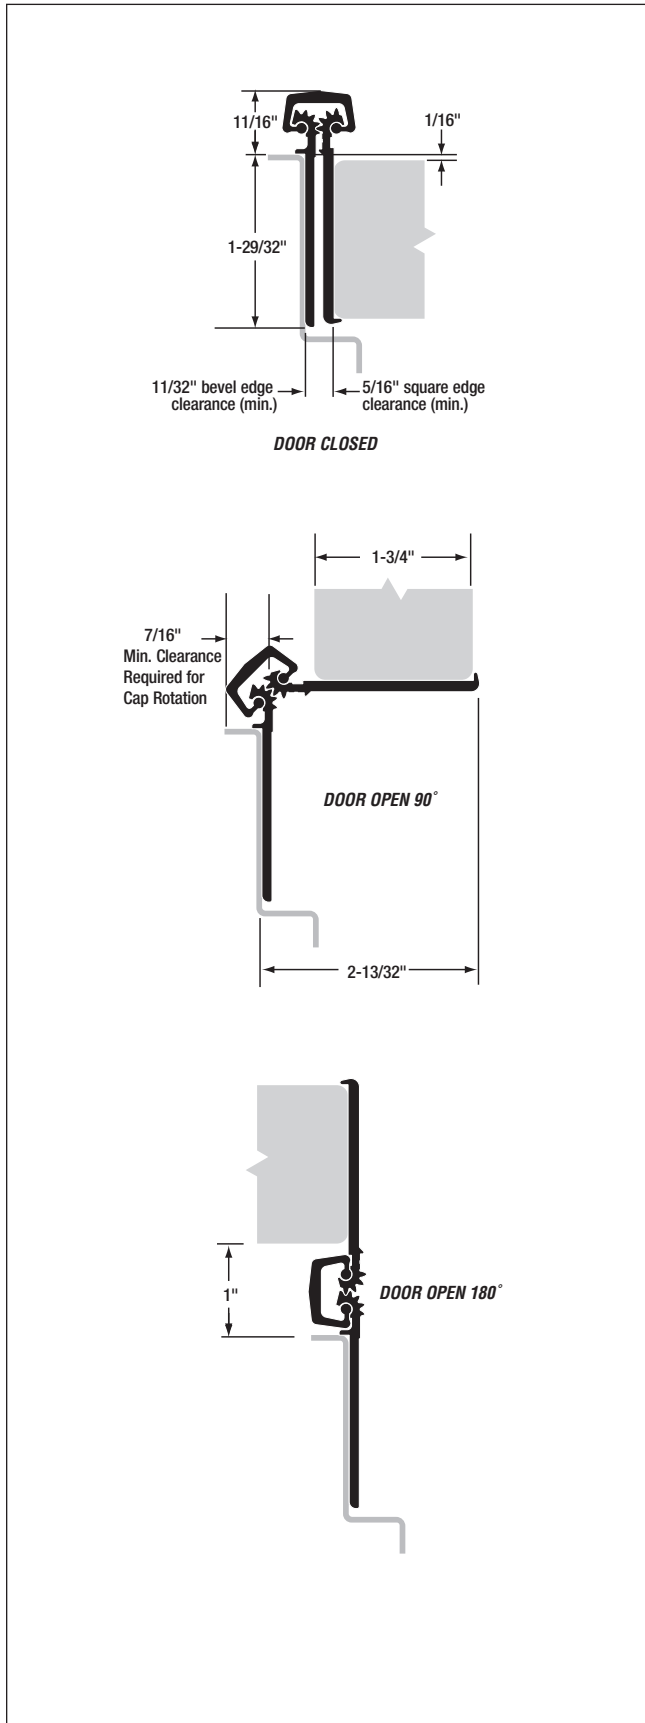 11/16"
1/16"
1-29/32"
11/32" bevel edge
clearance (min.)
5/16" square edge
clearance (min.)
DOOR CLOSED
1-3/4"
7/16"
Min. Clearance
Required for
Cap Rotation
DOOR OPEN 90˚
2-13/32"
1"
DOOR OPEN 180˚